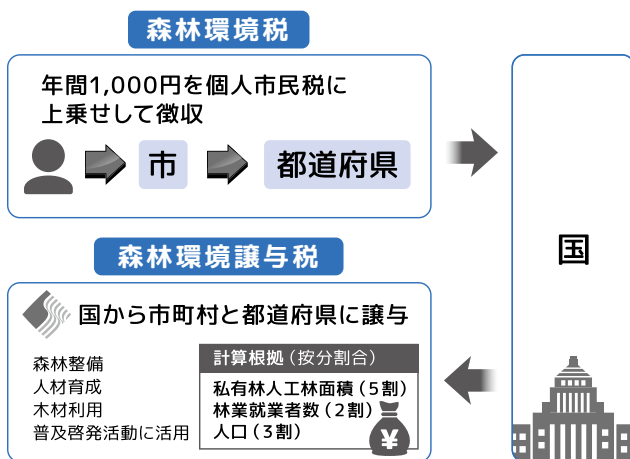 森林環境税
年間1,000円を個人市民税に
上乗せして徴収
市
都道府県
国
森林環境譲与税
国から市町村と都道府県に譲与
森林整備
人材育成
木材利用
普及啓発活動に活用
計算根拠（按分割合）
私有林人工林面積（5割）
林業就業者数（2割）
人口（3割）
¥